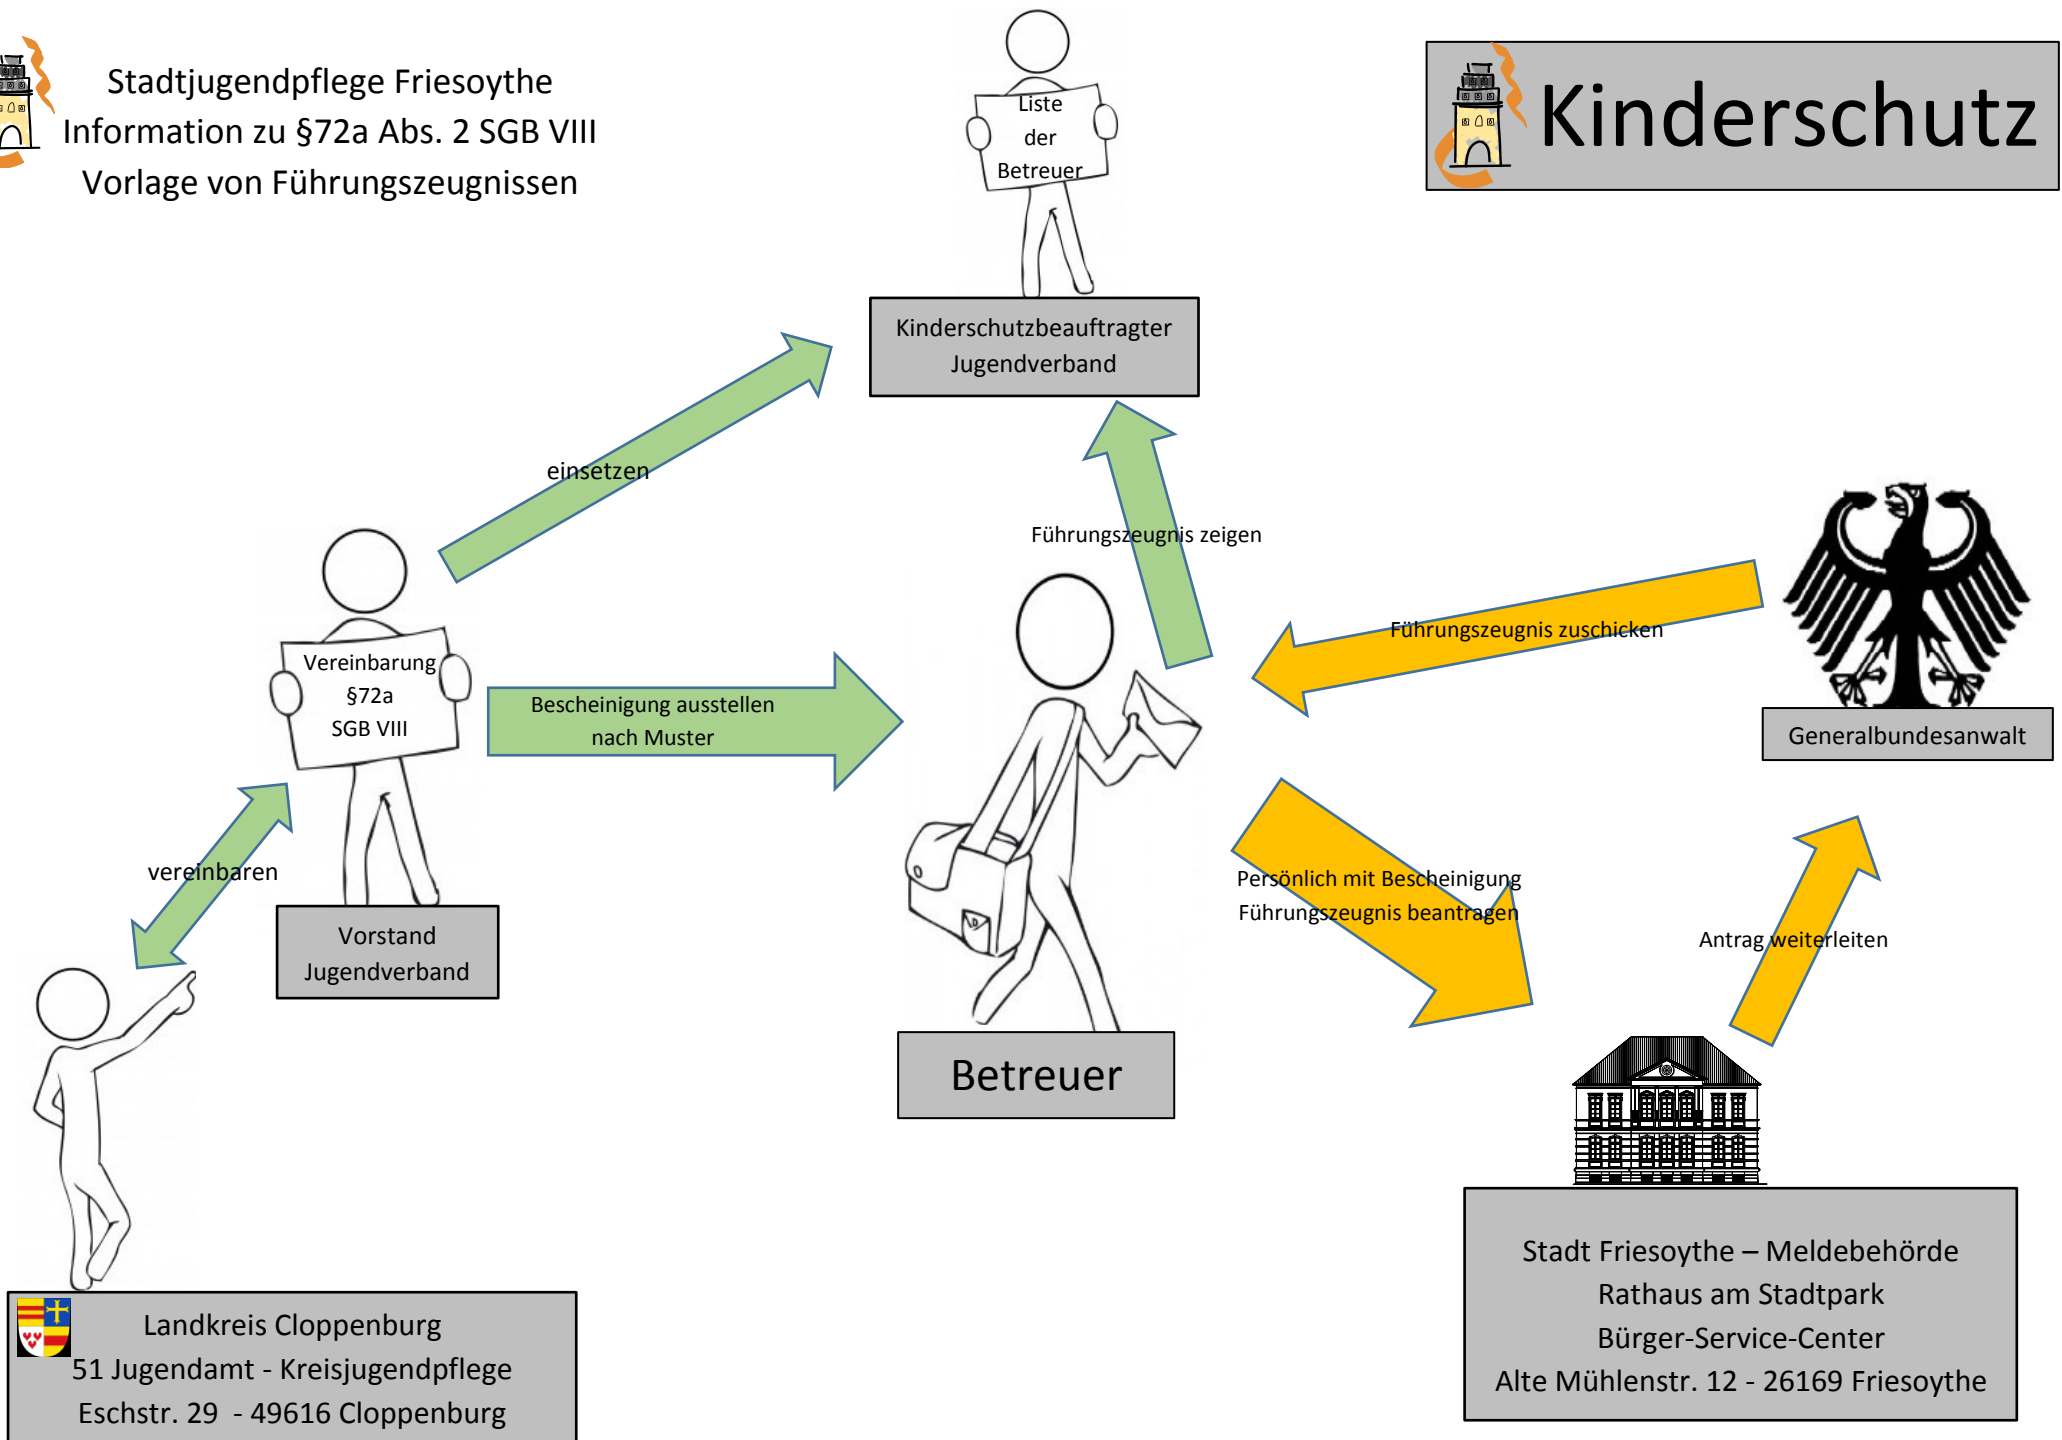 Stadtjugendpflege Friesoythe
Information zu §72a Abs. 2 SGB VIII
Vorlage von Führungszeugnissen
Liste
der
Betreuer
Kinderschutz
Kinderschutzbeauftragter
Jugendverband
einsetzen
Führungszeugnis zeigen
Führungszeugnis zuschicken
Vereinbarung
§72a
SGB VIII
Bescheinigung ausstellen
nach Muster
Generalbundesanwalt
vereinbaren
Persönlich mit Bescheinigung
Führungszeugnis beantragen
Antrag weiterleiten
Vorstand
Jugendverband
Betreuer
Stadt Friesoythe – Meldebehörde
Rathaus am Stadtpark
Bürger-Service-Center
Alte Mühlenstr. 12 - 26169 Friesoythe
Landkreis Cloppenburg
51 Jugendamt - Kreisjugendpflege
Eschstr. 29 - 49616 Cloppenburg